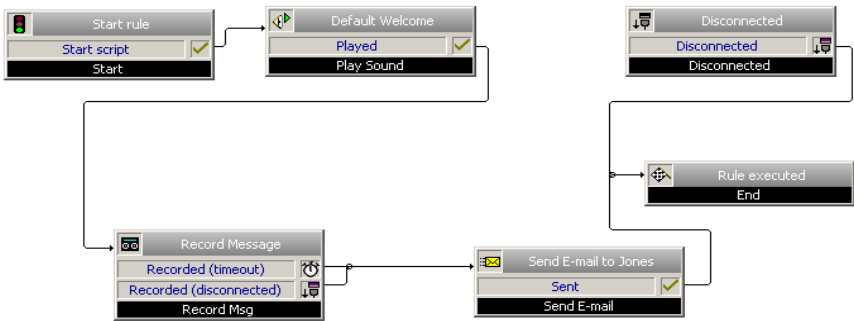 Start rule
Start script
Start
Default Welcome
Played
Play Sound
Disconnected
Disconnected
Disconnected
Rule executed
End
Record Message
Recorded (timeout)
Recorded (disconnected)
Record Msg
Send E-mail to Jones
Sent
Send E-mail